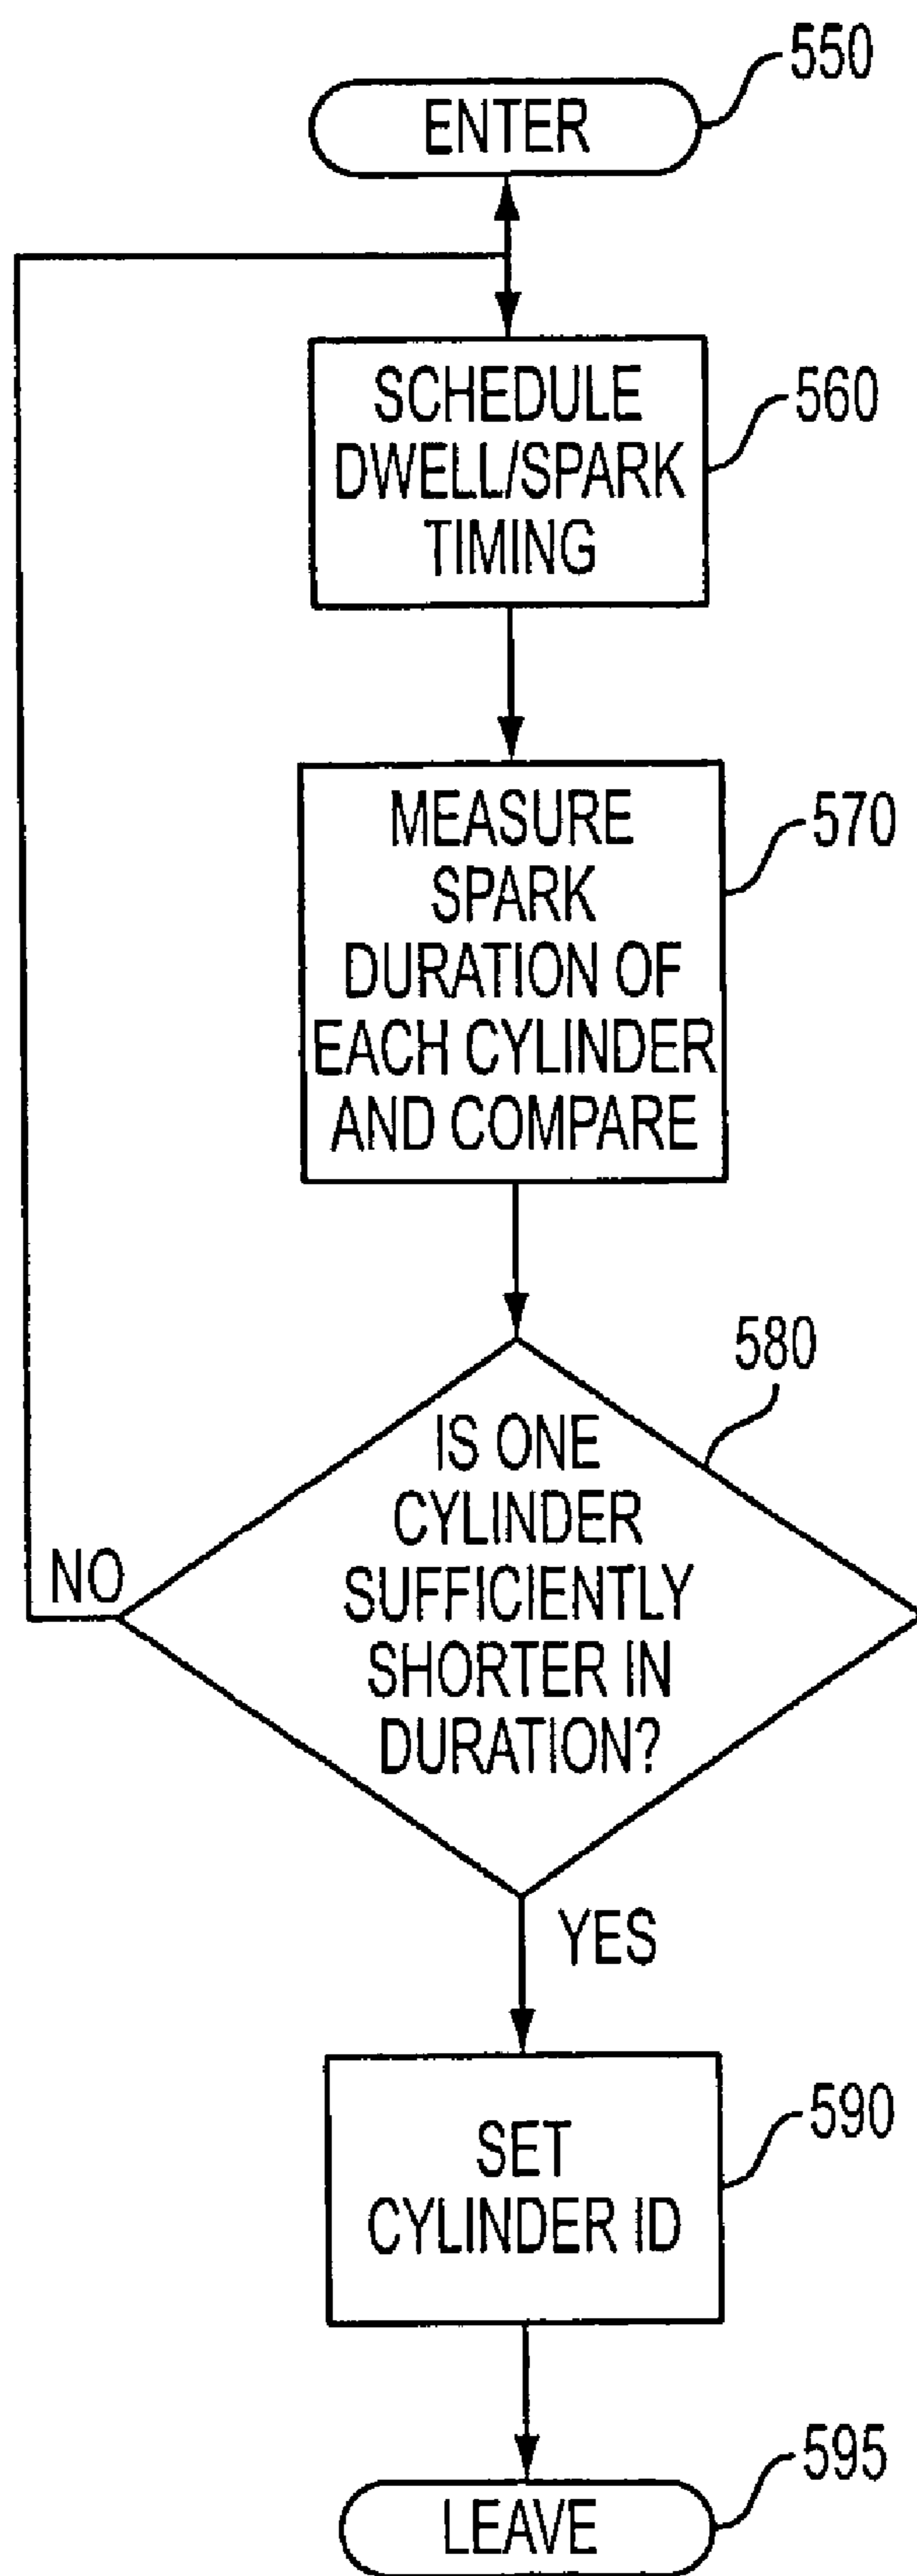 550
ENTER
SCHEDULE
DWELL/SPARK
TIMING
560
MEASURE
SPARK
DURATION OF
EACH CYLINDER
AND COMPARE
570
580
IS ONE
CYLINDER
SUFFICIENTLY
SHORTER IN
DURATION?
NO
YES
SET
CYLINDER ID
590
595
LEAVE